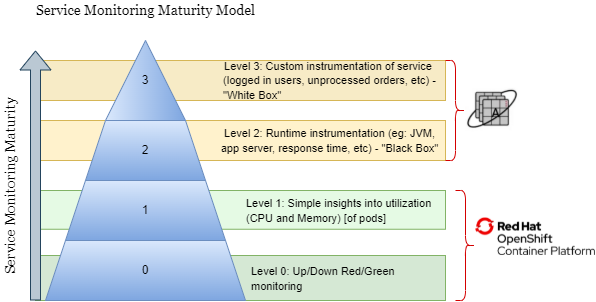 Service Monitoring Maturity Model
Service Monitoring Maturity
3
Level 3: Custom instrumentation of service
(logged in users, unprocessed orders, etc) -
"White Box"
2
Level 2: Runtime instrumentation (eg: JVM,
app server, response time, etc) - "Black Box"
A
1
Level 1: Simple insights into utilization
(CPU and Memory) [of pods]
0
Level 0: Up/Down Red/Green
monitoring
Red Hat
OpenShift
Container Platform